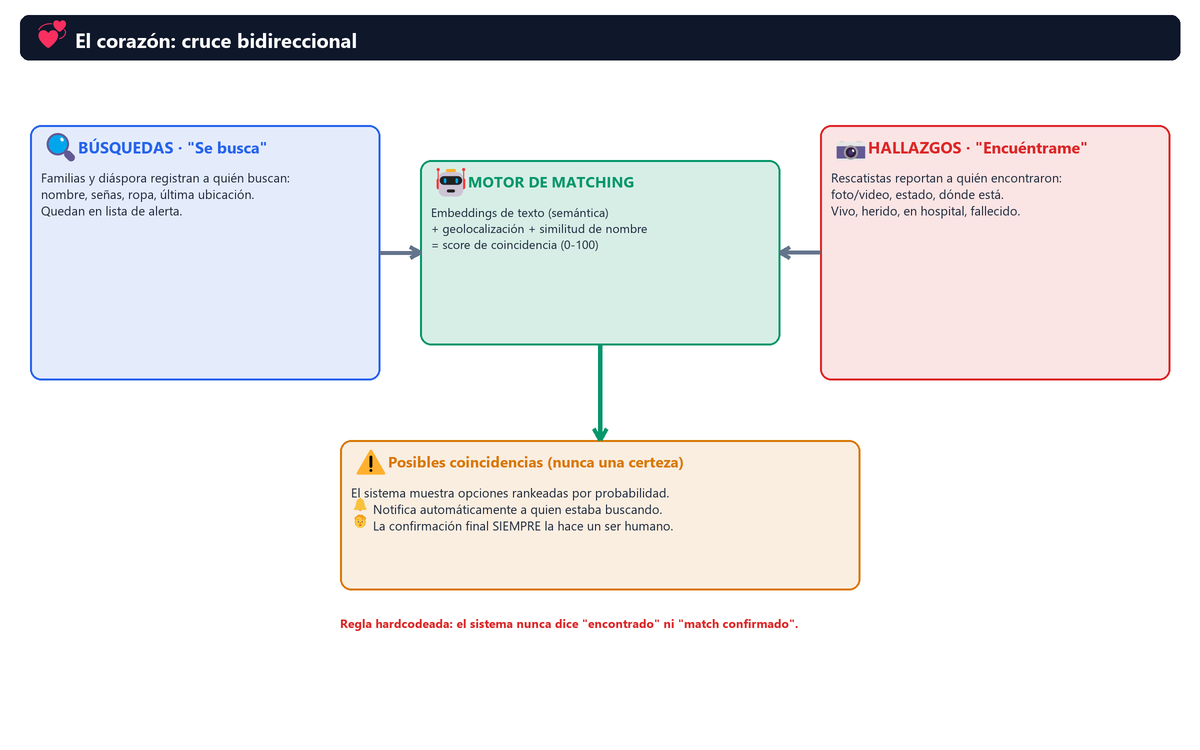 El corazón: cruce bidireccional
BÚSQUEDAS · "Se busca"
Familias y diáspora registran a quién buscan:
nombre, señas, ropa, última ubicación.
Quedan en lista de alerta.
MOTOR DE MATCHING
Embeddings de texto (semántica)
+ geolocalización + similitud de nombre
= score de coincidencia (0-100)
HALLAZGOS · "Encuéntrame"
Rescatistas reportan a quién encontraron:
foto/video, estado, dónde está.
Vivo, herido, en hospital, fallecido.
Posibles coincidencias (nunca una certeza)
El sistema muestra opciones rankeadas por probabilidad.
Notifica automáticamente a quien estaba buscando.
La confirmación final SIEMPRE la hace un ser humano.
Regla hardcodeada: el sistema nunca dice "encontrado" ni "match confirmado".